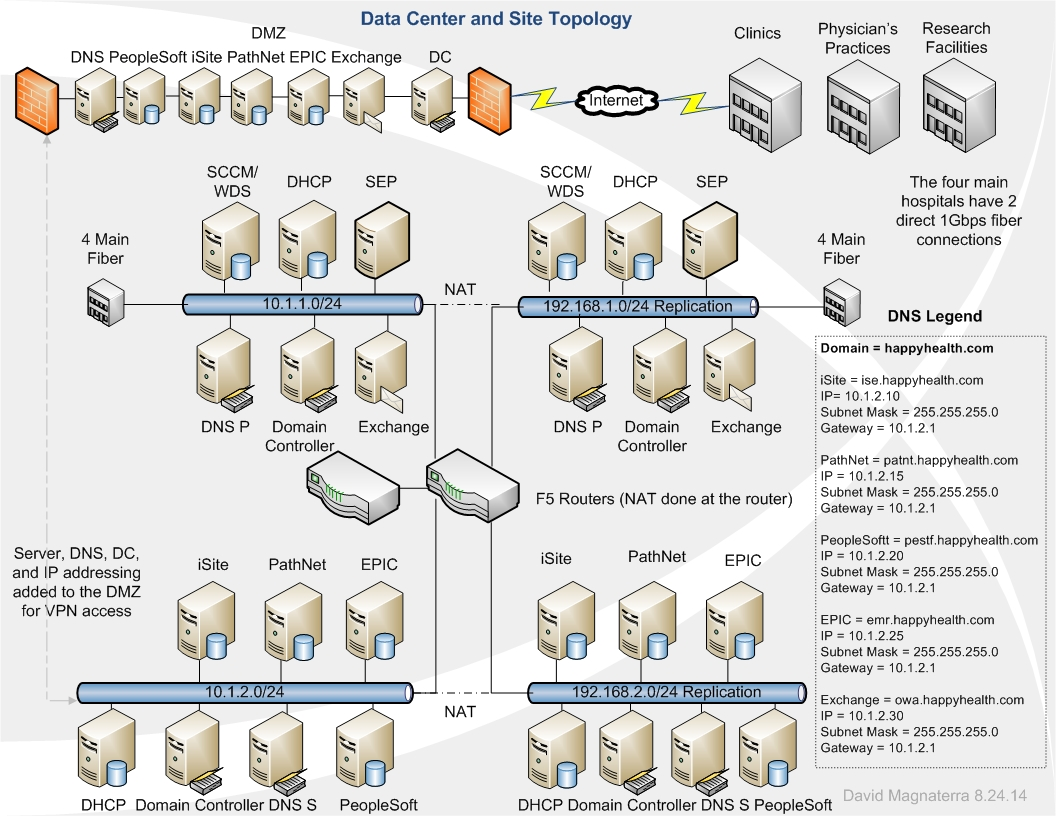 Data Center and Site Topology
DMZ
DNS PeopleSoft iSite PathNet EPIC Exchange
DC
Internet
Clinics
Physician's
Practices
Research
Facilities
The four main
hospitals have 2
direct 1Gbps fiber
connections
SCCM/
WDS
DHCP
SEP
4 Main
Fiber
10.1.1.0/24
NAT
DNS P
Domain
Controller
Exchange
SCCM/
WDS
DHCP
SEP
4 Main
Fiber
192.168.1.0/24 Replication
DNS P
Domain
Controller
Exchange
F5 Routers (NAT done at the router)
Server, DNS, DC,
and IP addressing
added to the DMZ
for VPN access
iSite
PathNet
EPIC
10.1.2.0/24
NAT
DHCP
Domain Controller
DNS S
PeopleSoft
iSite
PathNet
EPIC
192.168.2.0/24 Replication
DHCP
Domain Controller
DNS S
PeopleSoft
DNS Legend
Domain = happyhealth.com
iSite = ise.happyhealth.com
IP= 10.1.2.10
Subnet Mask = 255.255.255.0
Gateway = 10.1.2.1
PathNet = patnt.happyhealth.com
IP = 10.1.2.15
Subnet Mask = 255.255.255.0
Gateway = 10.1.2.1
PeopleSoftt = pestf.happyhealth.com
IP = 10.1.2.20
Subnet Mask = 255.255.255.0
Gateway = 10.1.2.1
EPIC = emr.happyhealth.com
IP = 10.1.2.25
Subnet Mask = 255.255.255.0
Gateway = 10.1.2.1
Exchange = owa.happyhealth.com
IP = 10.1.2.30
Subnet Mask = 255.255.255.0
Gateway = 10.1.2.1
David Magnaterra 8.24.14